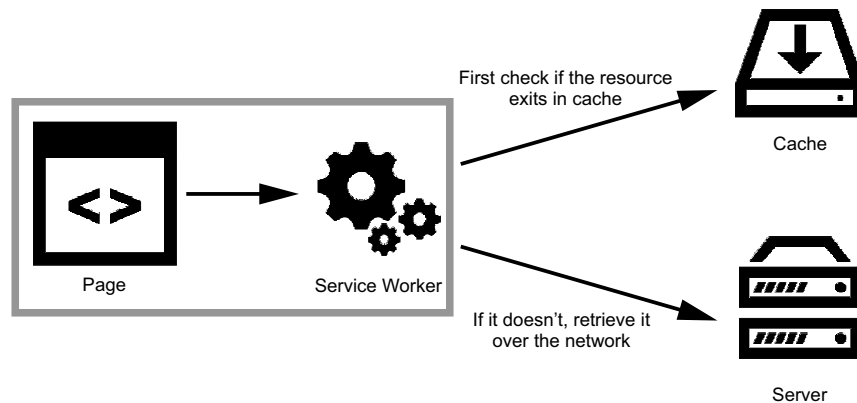 First check if the resource
exits in cache
Cache
<>
Page
Service Worker
If it doesn't, retrieve it
over the network
Server